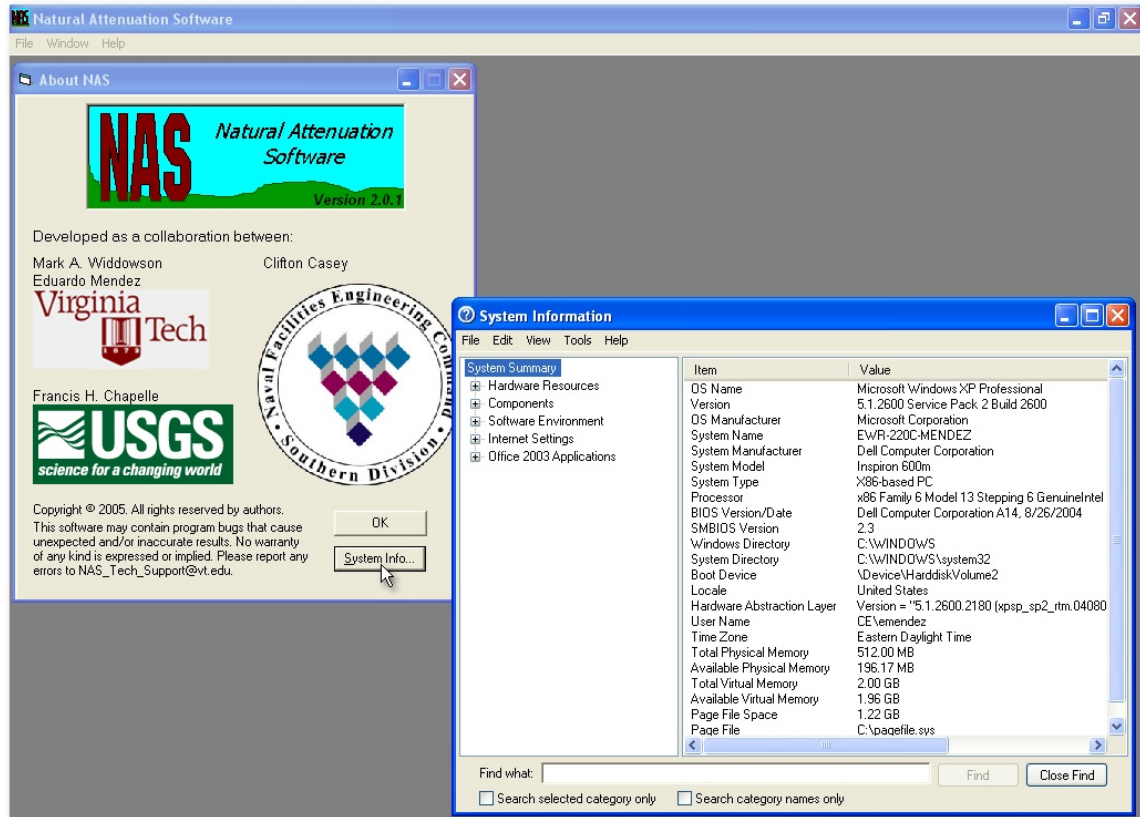 NAS Natural Attenuation Software
File Window Help
About NAS
NAS
Natural Attenuation
Software
Version 2.0.1
Developed as a collaboration between:
Mark A. Widdowson
Eduardo Mendez
Virginia
Tech
1872
Clifton Casey
Naval Facilities Engineering Command
Southern Division
Francis H. Chapelle
USGS
science for a changing world
Copyright © 2005. All rights reserved by authors.
This software may contain program bugs that cause
unexpected and/or inaccurate results. No warranty
of any kind is expressed or implied. Please report any
errors to NAS_Tech_Support@vt.edu.
OK
System Info...
System Information
File Edit View Tools Help
System Summary
Hardware Resources
Components
Software Environment
Internet Settings
Office 2003 Applications
Item Value
OS Name Microsoft Windows XP Professional
Version 5.1.2600 Service Pack 2 Build 2600
OS Manufacturer Microsoft Corporation
System Name EWR-220C-MENDEZ
System Manufacturer Dell Computer Corporation
System Model Inspiron 600m
System Type X86-based PC
Processor x86 Family 6 Model 13 Stepping 6 GenuineIntel
BIOS Version/Date Dell Computer Corporation A14, 8/26/2004
SMBIOS Version 2.3
Windows Directory C:\WINDOWS
System Directory C:\WINDOWS\system32
Boot Device \Device\HarddiskVolume2
Locale United States
Hardware Abstraction Layer Version = "5.1.2600.2180 (xpsp_sp2_rtm.04080
User Name CE\emendez
Time Zone Eastern Daylight Time
Total Physical Memory 512.00 MB
Available Physical Memory 196.17 MB
Total Virtual Memory 2.00 GB
Available Virtual Memory 1.96 GB
Page File Space 1.22 GB
Page File C:\pagefile.sys
Find what:
Find
Close Find
Search selected category only
Search category names only